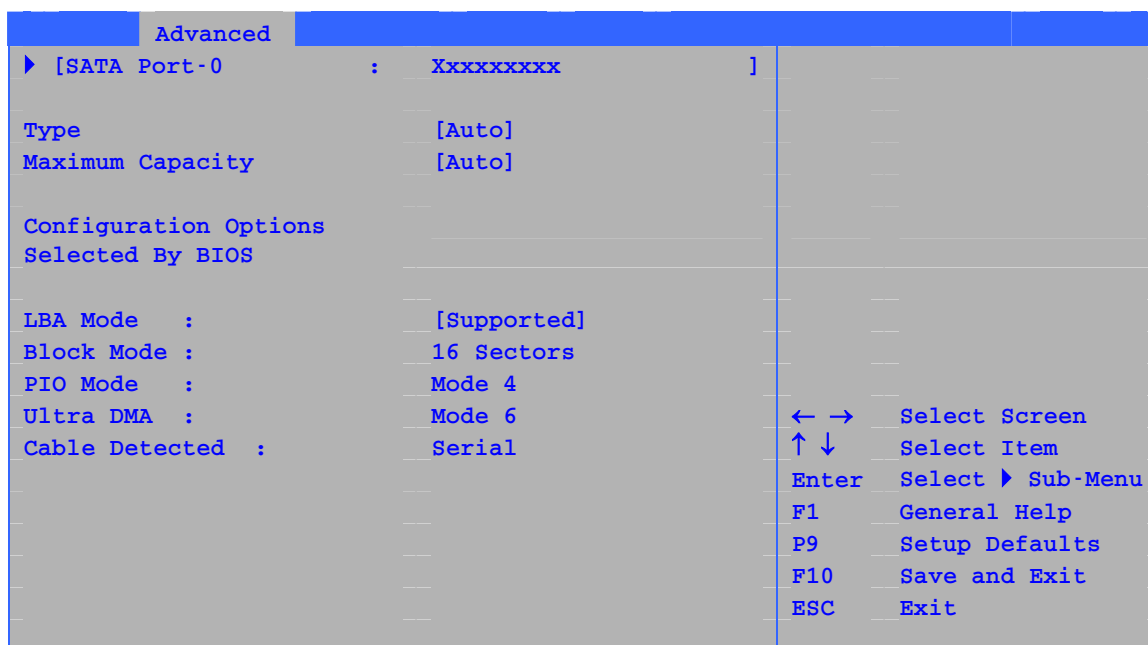 Advanced
[SATA Port-0 : Xxxxxxxxxx ]
Type [Auto]
Maximum Capacity [Auto]
Configuration Options
Selected By BIOS
LBA Mode : [Supported]
Block Mode : 16 Sectors
PIO Mode : Mode 4
Ultra DMA : Mode 6
Cable Detected : Serial
← → Select Screen
↑ ↓ Select Item
Enter Select ▶ Sub-Menu
F1 General Help
P9 Setup Defaults
F10 Save and Exit
ESC Exit